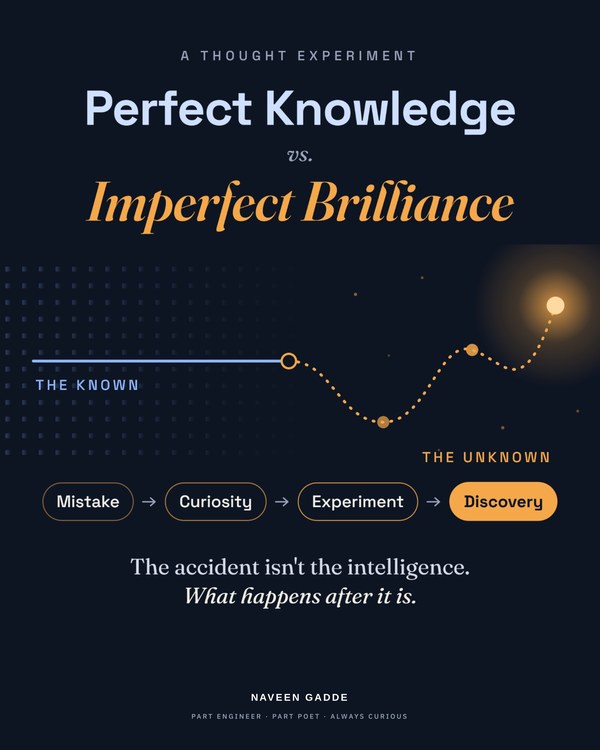 A THOUGHT EXPERIMENT
Perfect Knowledge
vs.
Imperfect Brilliance
THE KNOWN
THE UNKNOWN
Mistake → Curiosity → Experiment → Discovery
The accident isn't the intelligence.
What happens after it is.
NAVEEN GADDE
PART ENGINEER · PART POET · ALWAYS CURIOUS